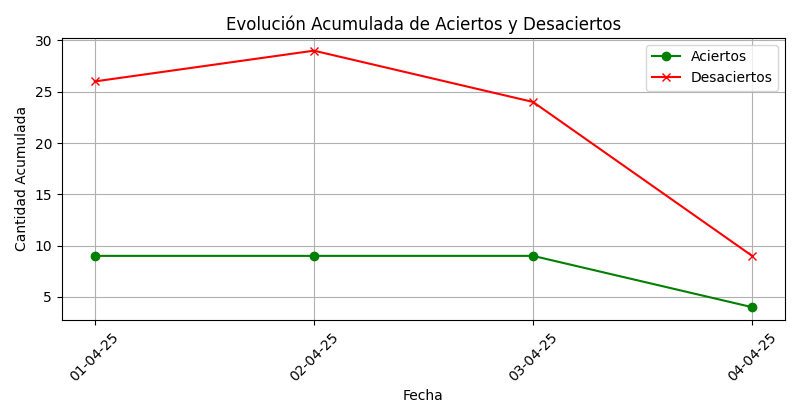 Evolución Acumulada de Aciertos y Desaciertos
Aciertos
Desaciertos
Cantidad Acumulada
30
25
20
15
10
5
01-04-25
02-04-25
03-04-25
04-04-25
Fecha